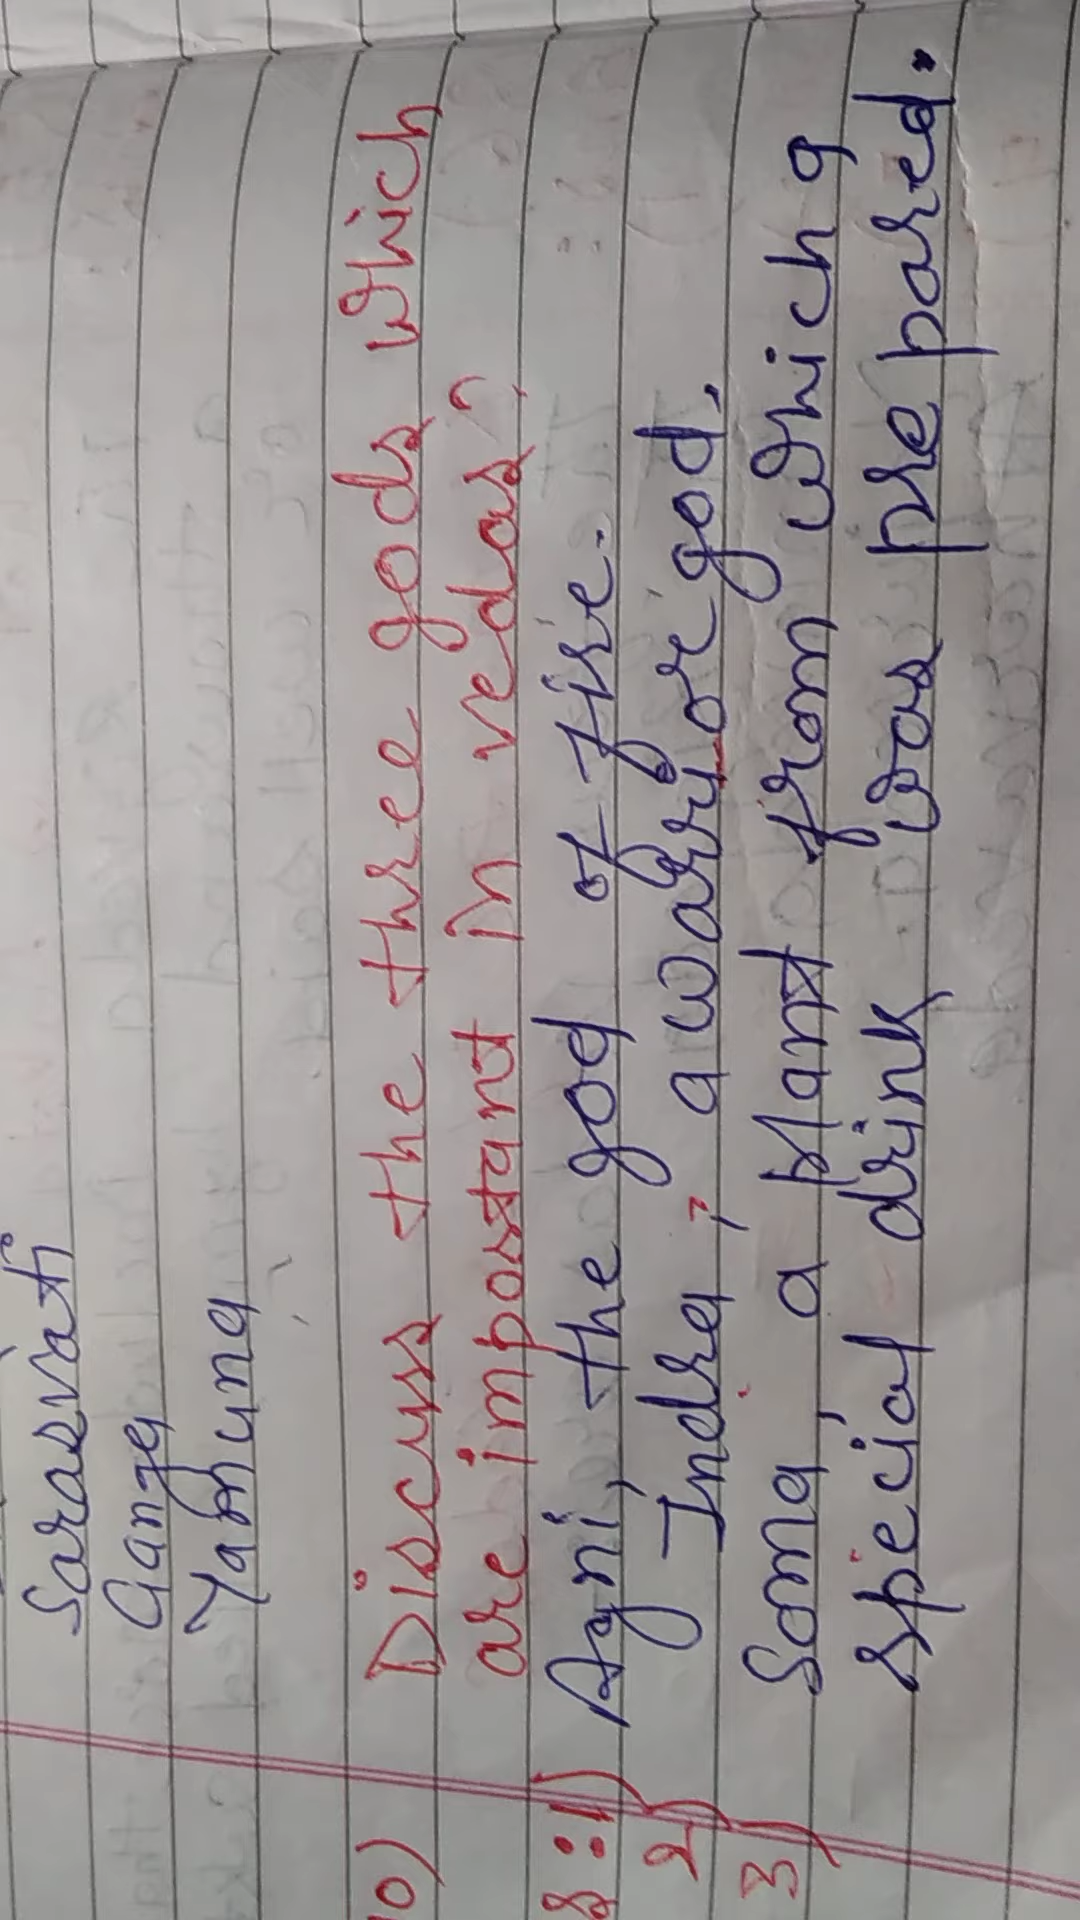 Sarasvati
Ganga
Yamuna
10) Discuss the three gods which
are important in vedas?
s:1) Agni, the god of fire.
2) Indra, a warrior god.
3) Soma, a plant from which a
special drink was prepared.